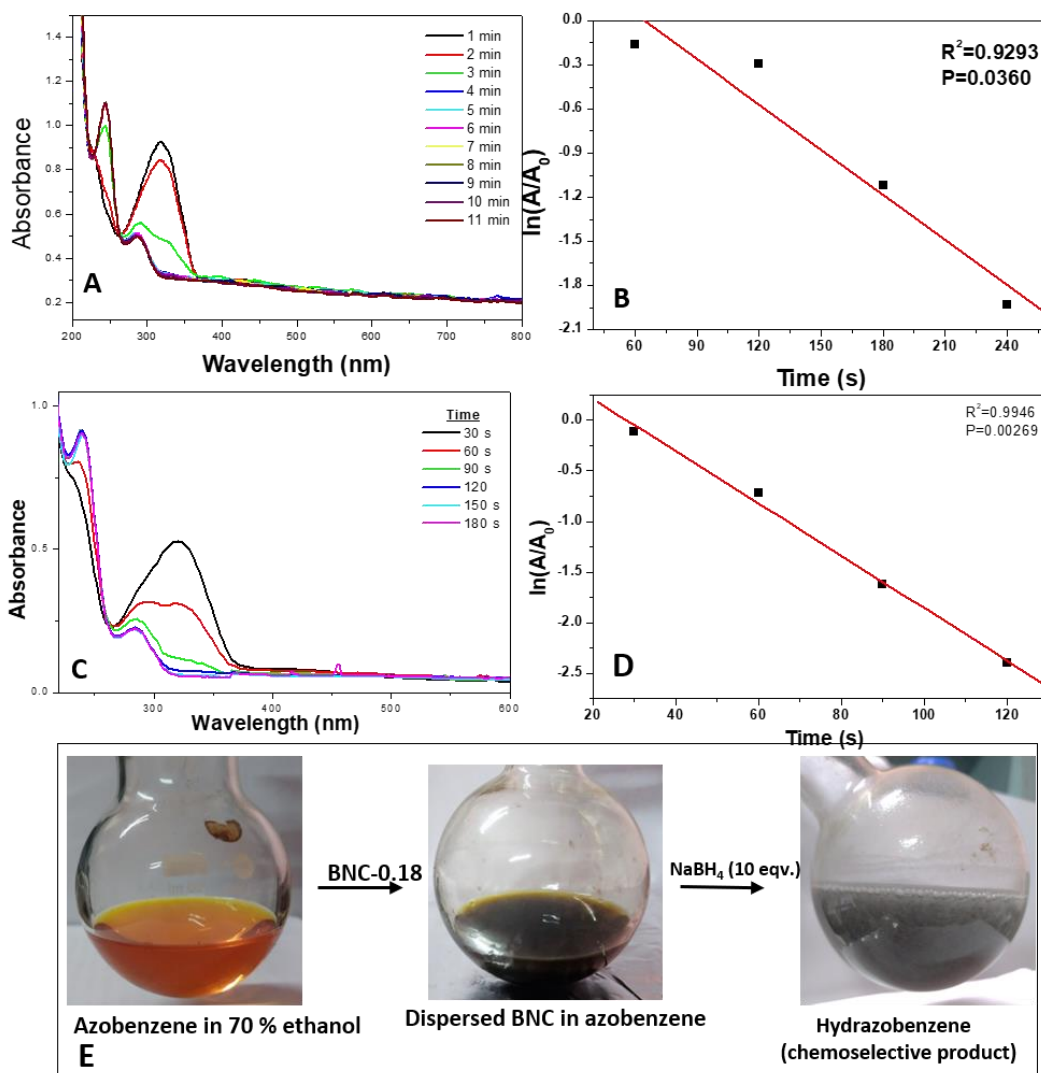 1.4
1.2
1.0
0.8
0.6
0.4
0.2
Absorbance
1 min
2 min
3 min
4 min
5 min
6 min
7 min
8 min
9 min
10 min
11 min
A
200 300 400 500 600 700 800
Wavelength (nm)
0.0
-0.3
-0.6
-0.9
-1.2
-1.5
-1.8
-2.1
ln(A/A₀)
R²=0.9293
P=0.0360
B
60 90 120 150 180 210 240
Time (s)
1.0
0.5
0.0
Absorbance
Time
30 s
60 s
90 s
120
150 s
180 s
C
300 400 500 600
Wavelength (nm)
0.0
-0.5
-1.0
-1.5
-2.0
-2.5
ln(A/A₀)
R²=0.9946
P=0.00269
D
20 40 60 80 100 120
Time (s)
BNC-0.18
NaBH₄ (10 eqv.)
Azobenzene in 70 % ethanol
Dispersed BNC in azobenzene
Hydrazobenzene
(chemoselective product)
E